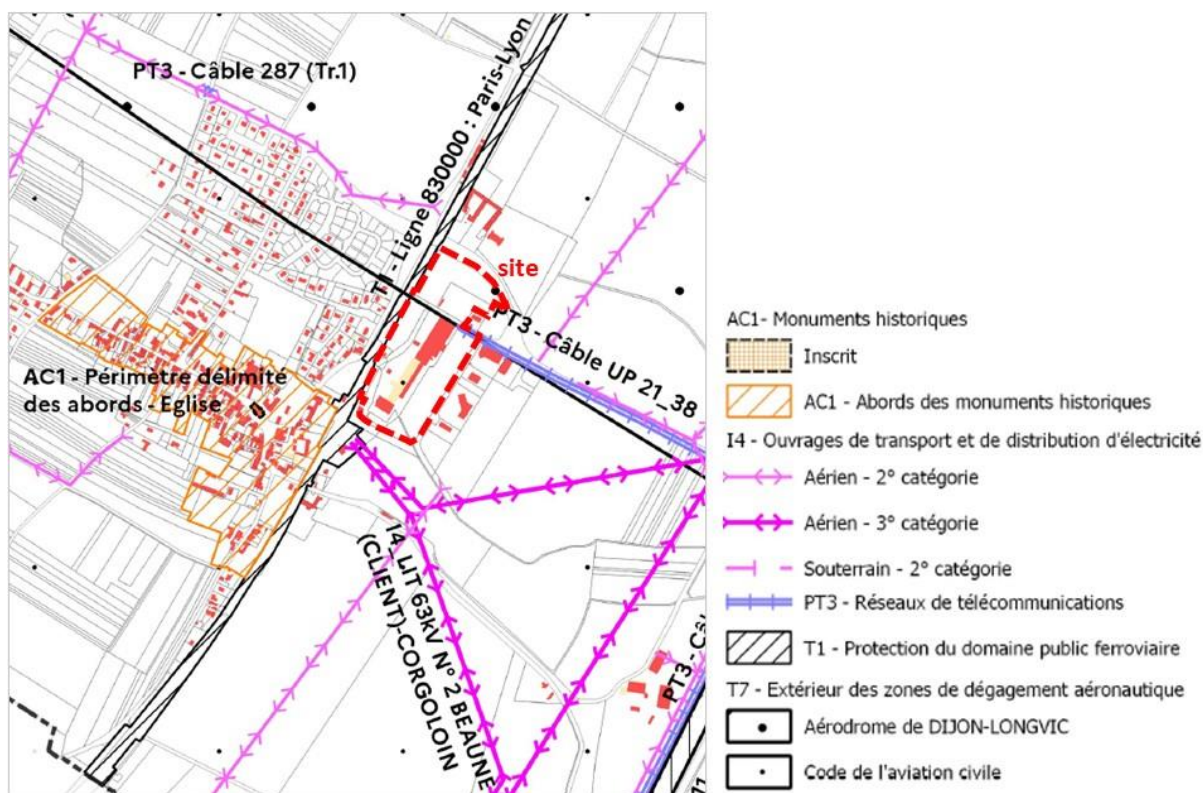 PT3 - Câble 287 (Tr.1)
T1 - Ligne 830000 : Paris-Lyon
site
PT3 - Câble UP 21_38
AC1 - Périmètre délimité
des abords - Eglise
I4_LIT 63kV N° 2 BEAUNE
(CLIENT)-CORGOLOIN
PT3 - Câ
AC1- Monuments historiques
Inscrit
AC1 - Abords des monuments historiques
I4 - Ouvrages de transport et de distribution d'électricité
Aérien - 2° catégorie
Aérien - 3° catégorie
Souterrain - 2° catégorie
PT3 - Réseaux de télécommunications
T1 - Protection du domaine public ferroviaire
T7 - Extérieur des zones de dégagement aéronautique
Aérodrome de DIJON-LONGVIC
Code de l'aviation civile